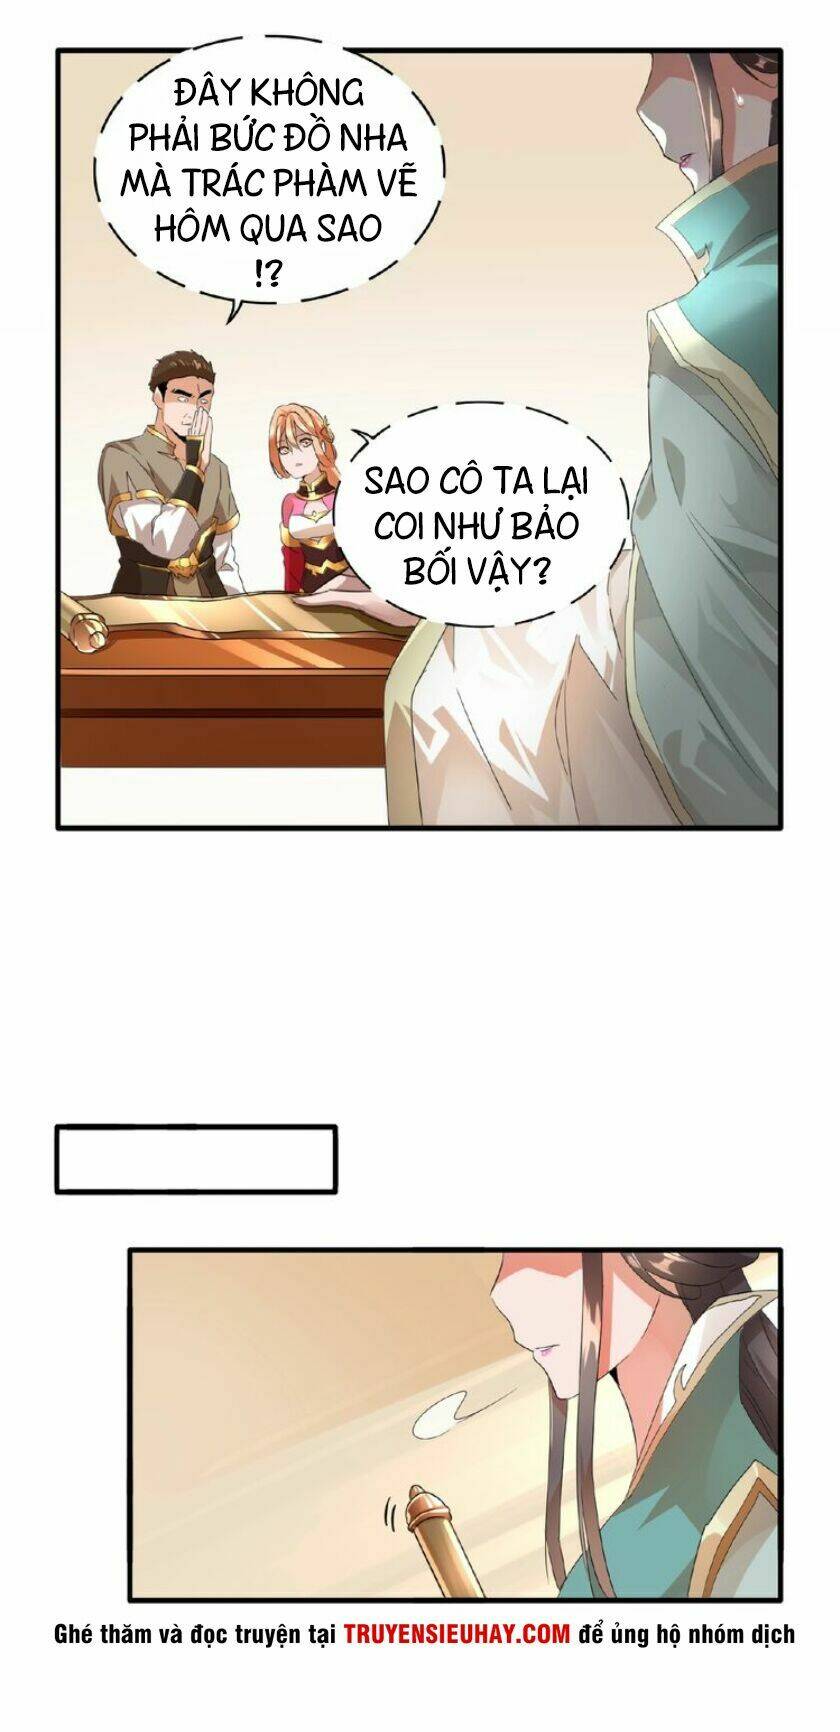 ĐÂY KHÔNG
PHẢI BỨC ĐỒ NHA
MÀ TRÁC PHÀM VẼ
HÔM QUA SAO
!?
SAO CÔ TA LẠI
COI NHƯ BẢO
BỐI VẬY?
Ghé thăm và đọc truyện tại TRUYENSIEUHAY.COM để ủng hộ nhóm dịch